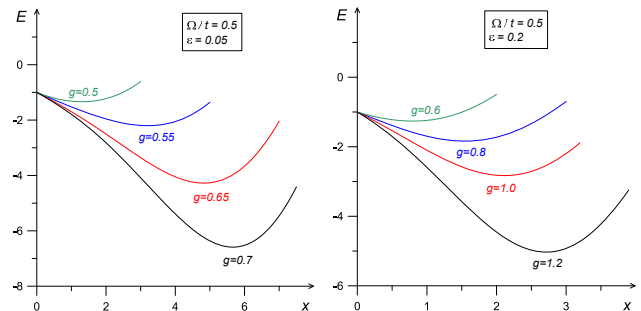 E
Ω/t = 0.5
ε = 0.05
0
g=0.5
-2
g=0.55
-4
g=0.65
-6
g=0.7
-8
0 2 4 6 x
E
Ω/t = 0.5
ε = 0.2
0
g=0.6
-2
g=0.8
g=1.0
-4
g=1.2
-6
0 1 2 3 x